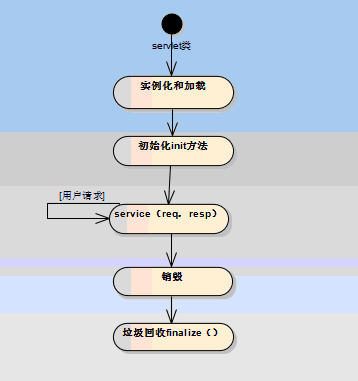 servlet类
实例化和加载
初始化init方法
[用户请求]
service（req，resp）
销毁
垃圾回收finalize（）